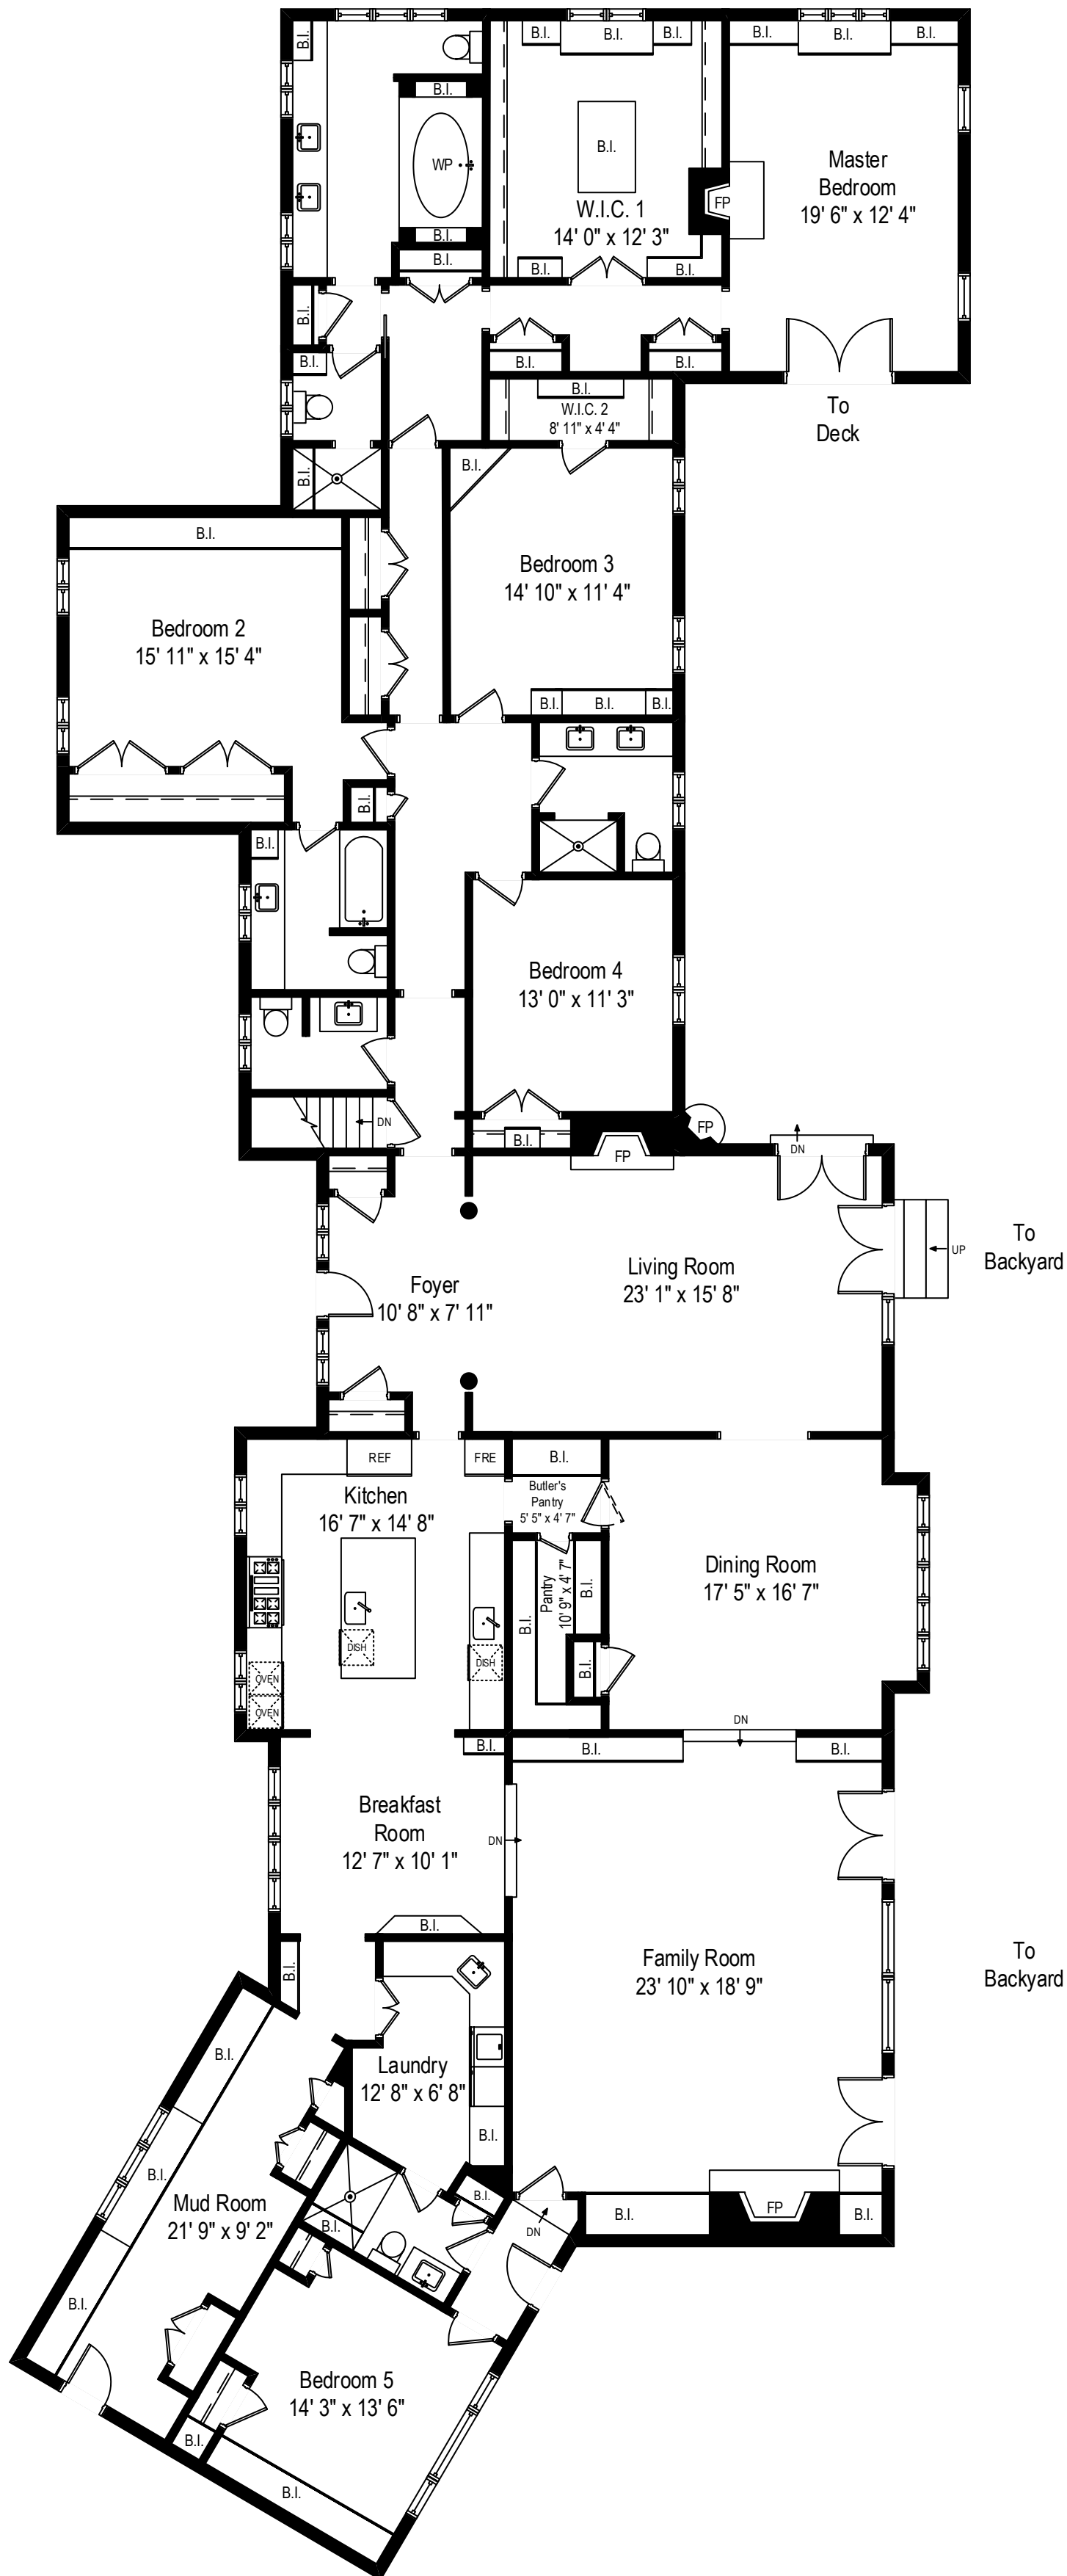 B.I.
B.I.
B.I.
B.I.
B.I.
B.I.
B.I.
B.I.
B.I.
WP
Master
Bedroom
19' 6" x 12' 4"
FP
W.I.C. 1
14' 0" x 12' 3"
B.I.
B.I.
B.I.
B.I.
B.I.
B.I.
B.I.
B.I.
B.I.
W.I.C. 2
8' 11" x 4' 4"
To
Deck
B.I.
B.I.
B.I.
Bedroom 3
14' 10" x 11' 4"
Bedroom 2
15' 11" x 15' 4"
B.I.
B.I.
B.I.
B.I.
B.I.
Bedroom 4
13' 0" x 11' 3"
DN
B.I.
FP
FP
DN
UP
To
Backyard
Living Room
23' 1" x 15' 8"
Foyer
10' 8" x 7' 11"
REF
FRE
B.I.
Kitchen
16' 7" x 14' 8"
Butler's
Pantry
5' 5" x 4' 7"
Pantry
10' 9" x 4' 7"
B.I.
B.I.
B.I.
Dining Room
17' 5" x 16' 7"
DISH
DISH
OVEN
OVEN
DN
B.I.
B.I.
B.I.
Breakfast
Room
12' 7" x 10' 1"
DN
B.I.
B.I.
Family Room
23' 10" x 18' 9"
To
Backyard
B.I.
Laundry
12' 8" x 6' 8"
B.I.
B.I.
Mud Room
21' 9" x 9' 2"
B.I.
B.I.
B.I.
DN
B.I.
FP
B.I.
B.I.
Bedroom 5
14' 3" x 13' 6"
B.I.
B.I.